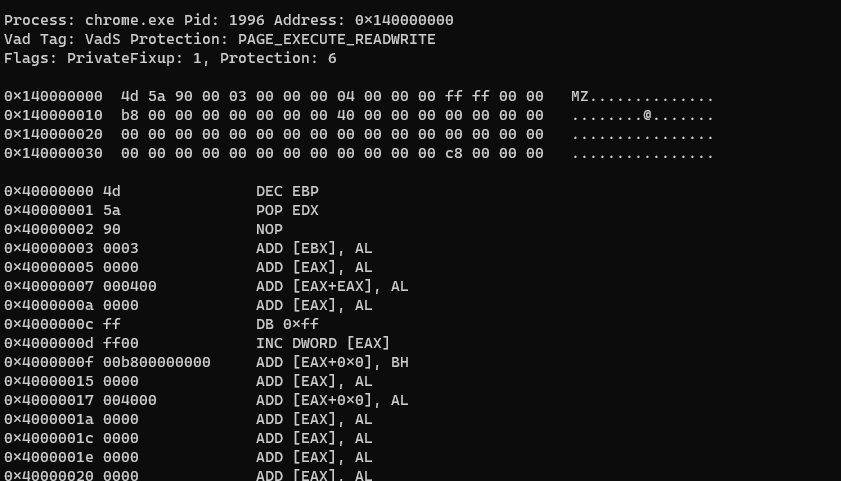 Process: chrome.exe Pid: 1996 Address: 0x140000000
Vad Tag: VadS Protection: PAGE_EXECUTE_READWRITE
Flags: PrivateFixup: 1, Protection: 6
0x140000000  4d 5a 90 00 03 00 00 00 04 00 00 00 ff ff 00 00   MZ..............
0x140000010  b8 00 00 00 00 00 00 00 40 00 00 00 00 00 00 00   ........@.......
0x140000020  00 00 00 00 00 00 00 00 00 00 00 00 00 00 00 00   ................
0x140000030  00 00 00 00 00 00 00 00 00 00 00 00 c8 00 00 00   ................
0x40000000 4d               DEC EBP
0x40000001 5a               POP EDX
0x40000002 90               NOP
0x40000003 0003             ADD [EBX], AL
0x40000005 0000             ADD [EAX], AL
0x40000007 000400           ADD [EAX+EAX], AL
0x4000000a 0000             ADD [EAX], AL
0x4000000c ff               DB 0xff
0x4000000d ff00             INC DWORD [EAX]
0x4000000f 00b800000000     ADD [EAX+0x0], BH
0x40000015 0000             ADD [EAX], AL
0x40000017 004000           ADD [EAX+0x0], AL
0x4000001a 0000             ADD [EAX], AL
0x4000001c 0000             ADD [EAX], AL
0x4000001e 0000             ADD [EAX], AL
0x40000020 0000             ADD [EAX], AL